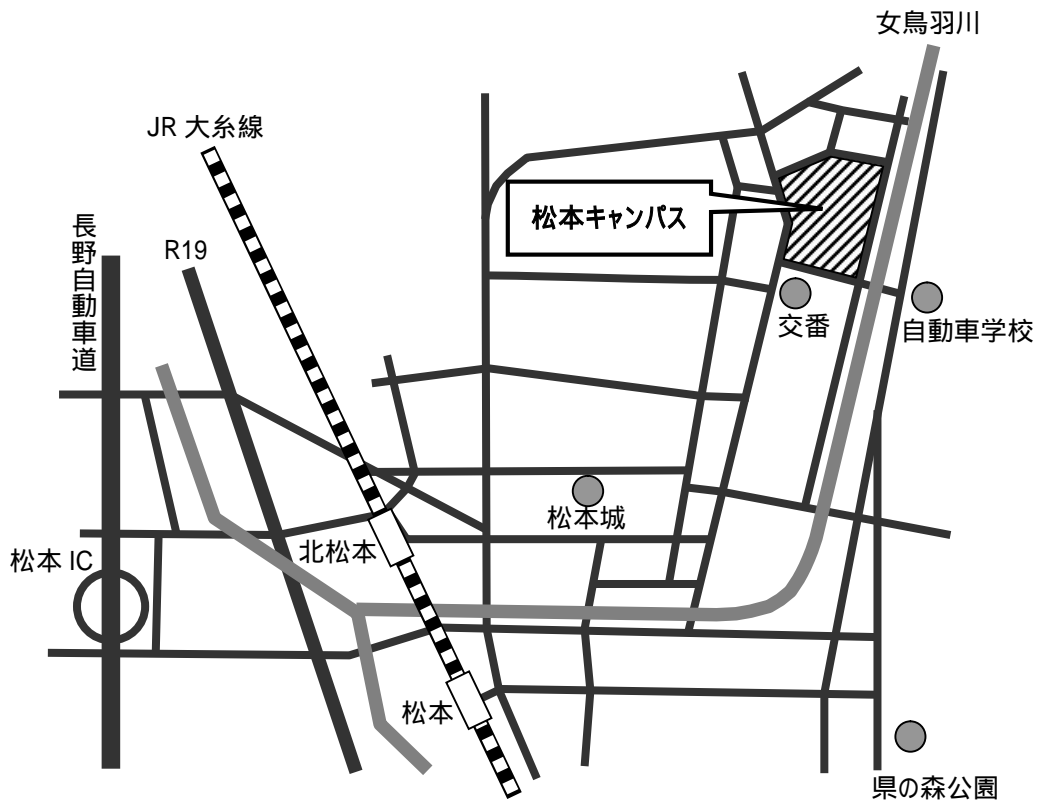 女鳥羽川
JR 大糸線
長野自動車道
R19
松本キャンパス
交番
自動車学校
松本城
北松本
松本 IC
松本
県の森公園